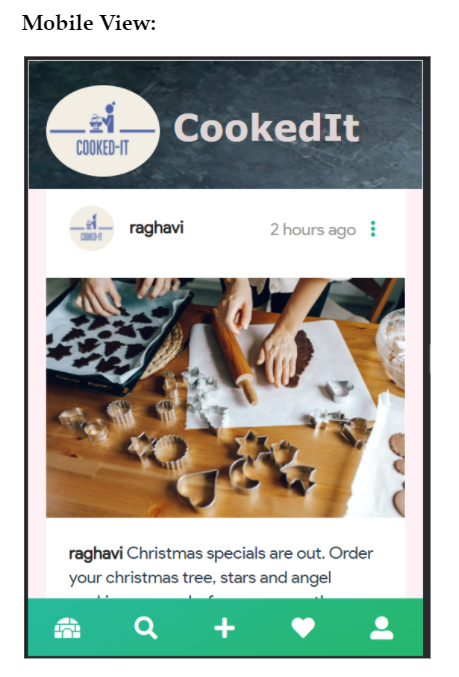 Mobile View:
COOKED-IT
CookedIt
COOKED-IT
raghavi
2 hours ago
raghavi Christmas specials are out. Order
your christmas tree, stars and angel